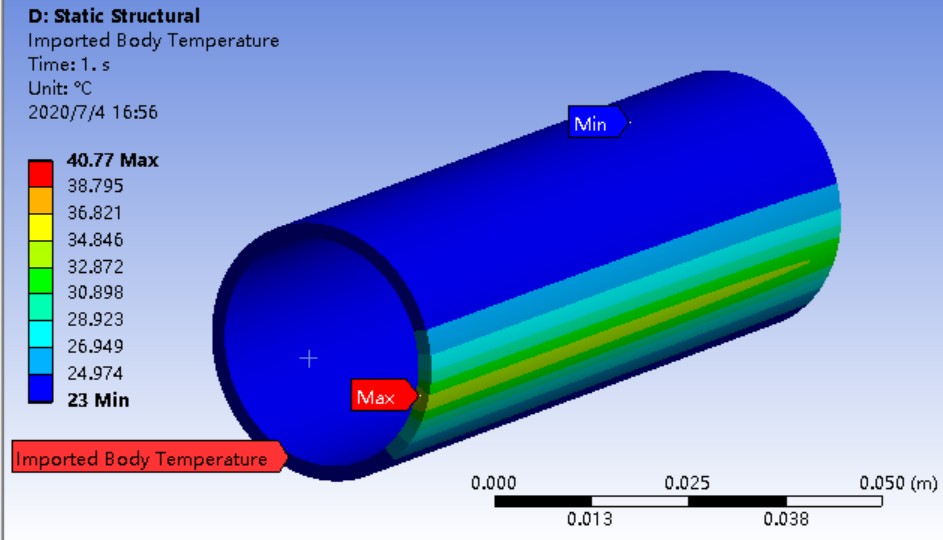 D: Static Structural
Imported Body Temperature
Time: 1. s
Unit: °C
2020/7/4 16:56
40.77 Max
38.795
36.821
34.846
32.872
30.898
28.923
26.949
24.974
23 Min
Min
Max
Imported Body Temperature
0.000 0.025 0.050 (m)
0.013 0.038